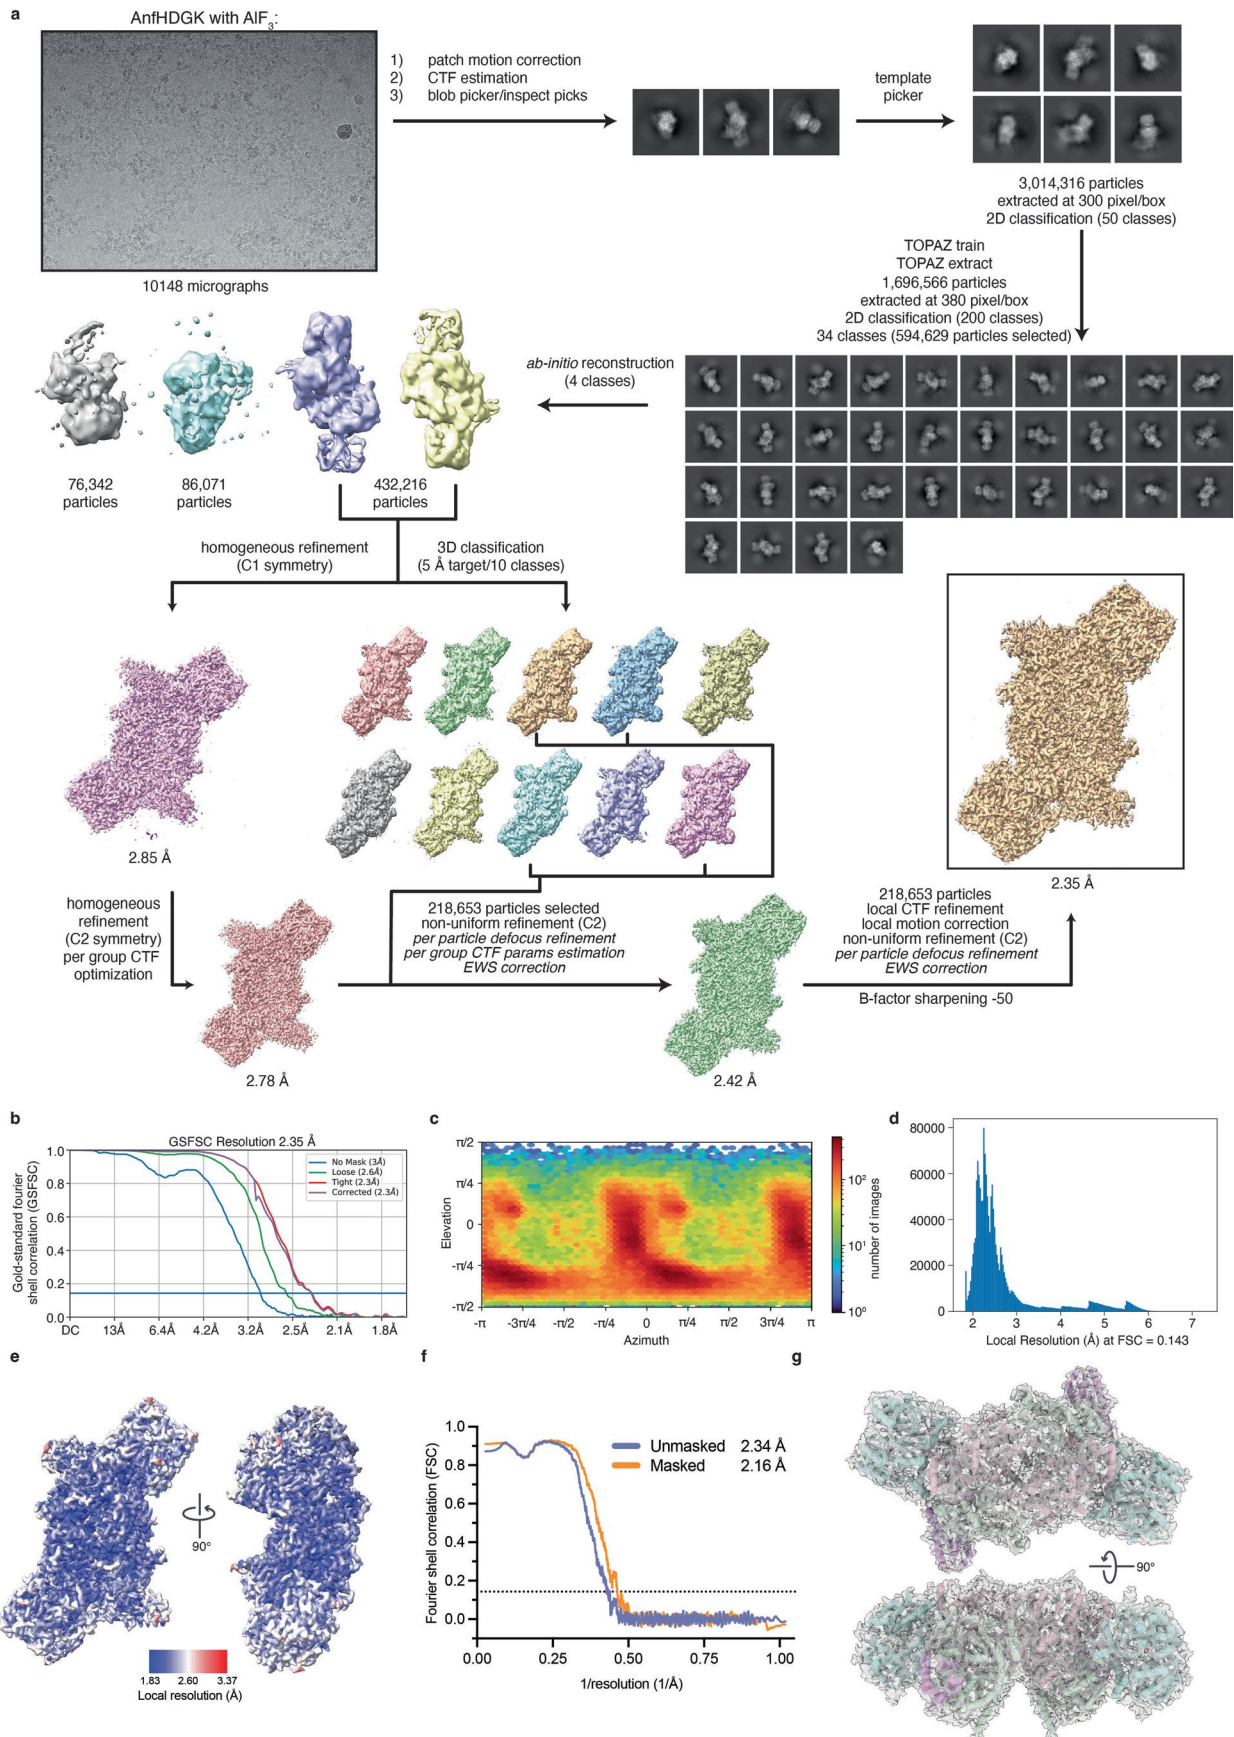 a
AnfHDGK with AlF3:
1) patch motion correction
2) CTF estimation
3) blob picker/inspect picks
template
picker
10148 micrographs
3,014,316 particles
extracted at 300 pixel/box
2D classification (50 classes)
TOPAZ train
TOPAZ extract
1,696,566 particles
extracted at 380 pixel/box
2D classification (200 classes)
34 classes (594,629 particles selected)
ab-initio reconstruction
(4 classes)
76,342
particles
86,071
particles
432,216
particles
homogeneous refinement
(C1 symmetry)
3D classification
(5 Å target/10 classes)
2.85 Å
2.35 Å
homogeneous
refinement
(C2 symmetry)
per group CTF
optimization
218,653 particles selected
non-uniform refinement (C2)
per particle defocus refinement
per group CTF params estimation
EWS correction
218,653 particles
local CTF refinement
local motion correction
non-uniform refinement (C2)
per particle defocus refinement
EWS correction
B-factor sharpening -50
2.78 Å
2.42 Å
b
GSFSC Resolution 2.35 Å
Gold-standard fourier
shell correlation (GSFSC)
1.0
0.8
0.6
0.4
0.2
0.0
No Mask (3Å)
Loose (2.6Å)
Tight (2.3Å)
Corrected (2.3Å)
DC 13Å 6.4Å 4.2Å 3.2Å 2.5Å 2.1Å 1.8Å
c
Elevation
π/2
π/4
0
-π/4
-π/2
-π -3π/4 -π/2 -π/4 0 π/4 π/2 3π/4 π
Azimuth
10²
10¹
10⁰
number of images
d
80000
60000
40000
20000
0
2 3 4 5 6 7
Local Resolution (Å) at FSC = 0.143
e
90°
1.83 2.60 3.37
Local resolution (Å)
f
Fourier shell correlation (FSC)
1.0
0.8
0.6
0.4
0.2
0.0
Unmasked 2.34 Å
Masked 2.16 Å
0.00 0.25 0.50 0.75 1.00
1/resolution (1/Å)
g
90°